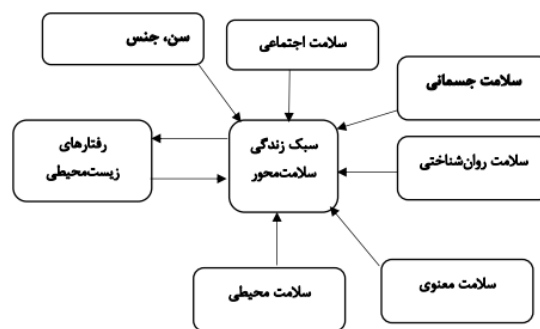 سن، جنس
سلامت اجتماعی
سلامت جسمانی
رفتارهای
زیست‌محیطی
سبک زندگی
سلامت‌محور
سلامت روان‌شناختی
سلامت محیطی
سلامت معنوی